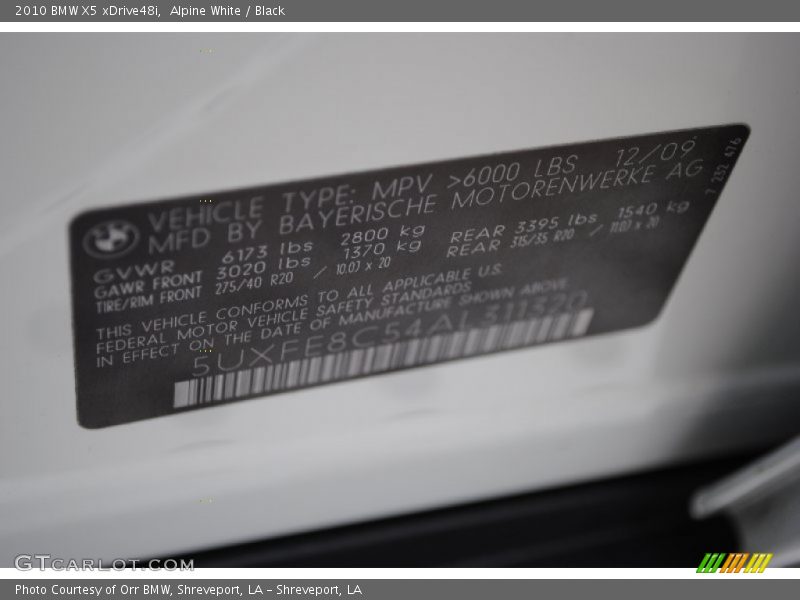 2010 BMW X5 xDrive48i, Alpine White / Black
VEHICLE TYPE: MPV >6000 LBS 12/09
MFD BY BAYERISCHE MOTORENWERKE AG
GVWR 6173 lbs 2800 kg
GAWR FRONT 3020 lbs 1370 kg REAR 3395 lbs 1540 kg
TIRE/RIM FRONT 275/40 R20 / 10.0J x 20 REAR 315/35 R20 / 11.0J x 20
THIS VEHICLE CONFORMS TO ALL APPLICABLE U.S.
FEDERAL MOTOR VEHICLE SAFETY STANDARDS
IN EFFECT ON THE DATE OF MANUFACTURE SHOWN ABOVE
5UXFE8C54AL311320
7 232 476
GTCARLOT.COM
Photo Courtesy of Orr BMW, Shreveport, LA – Shreveport, LA